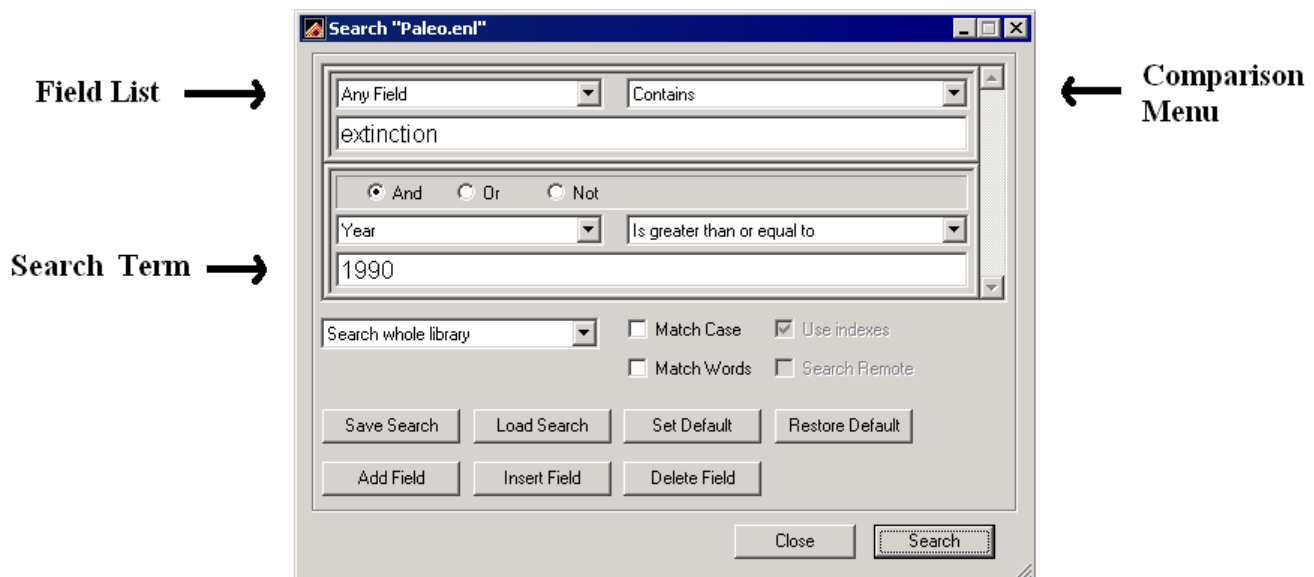 Search "Paleo.enl"
Field List
Any Field Contains
Comparison
Menu
extinction
And Or Not
Year Is greater than or equal to
Search Term
1990
Search whole library Match Case Use indexes
Match Words Search Remote
Save Search Load Search Set Default Restore Default
Add Field Insert Field Delete Field
Close Search